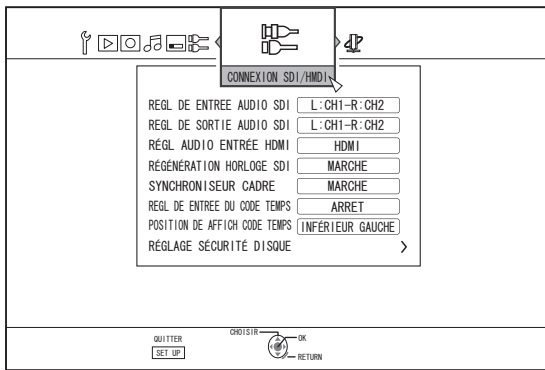 CONNEXION SDI/HMDI
REGL DE ENTREE AUDIO SDI L:CH1-R:CH2
REGL DE SORTIE AUDIO SDI L:CH1-R:CH2
RÉGL AUDIO ENTRÉE HDMI HDMI
RÉGÉNÉRATION HORLOGE SDI MARCHE
SYNCHRONISEUR CADRE MARCHE
REGL DE ENTREE DU CODE TEMPS ARRET
POSITION DE AFFICH CODE TEMPS INFÉRIEUR GAUCHE
RÉGLAGE SÉCURITÉ DISQUE
QUITTER
SET UP
CHOISIR
OK
RETURN